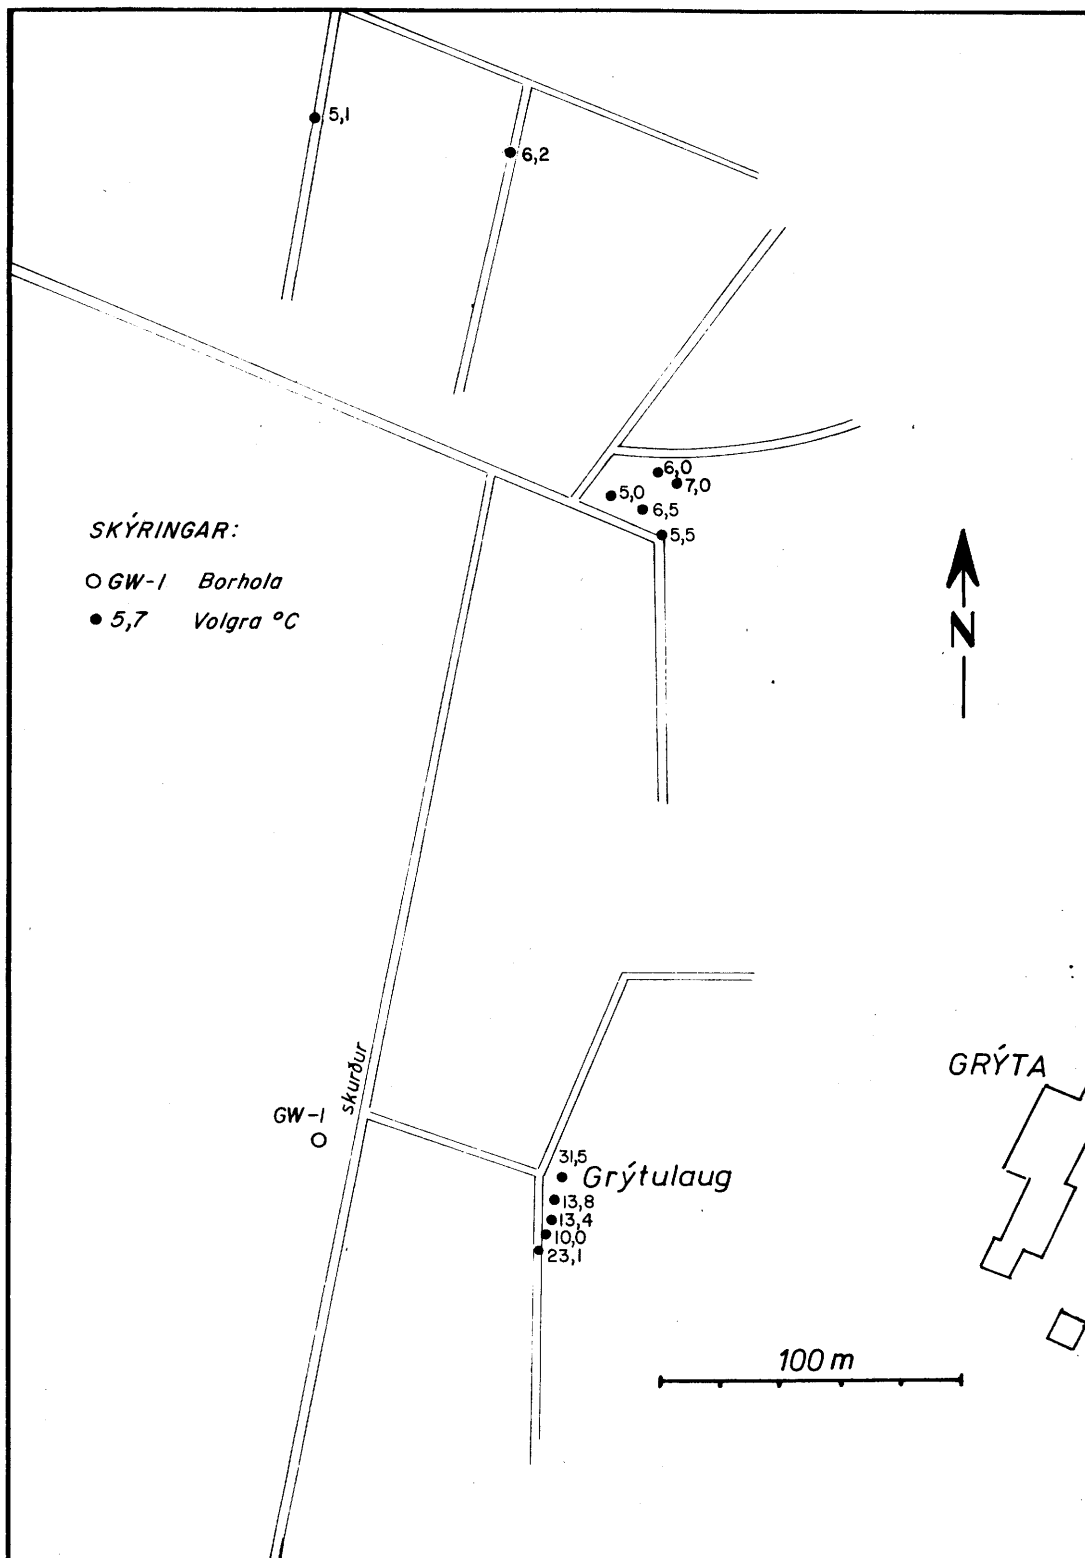 5,1
6,2
6,0
7,0
5,0
6,5
5,5
SKÝRINGAR:
GW-1 Borhola
5,7 Volgra °C
N
skurður
GRÝTA
GW-1
31,5
Grýtulaug
13,8
13,4
10,0
23,1
100 m